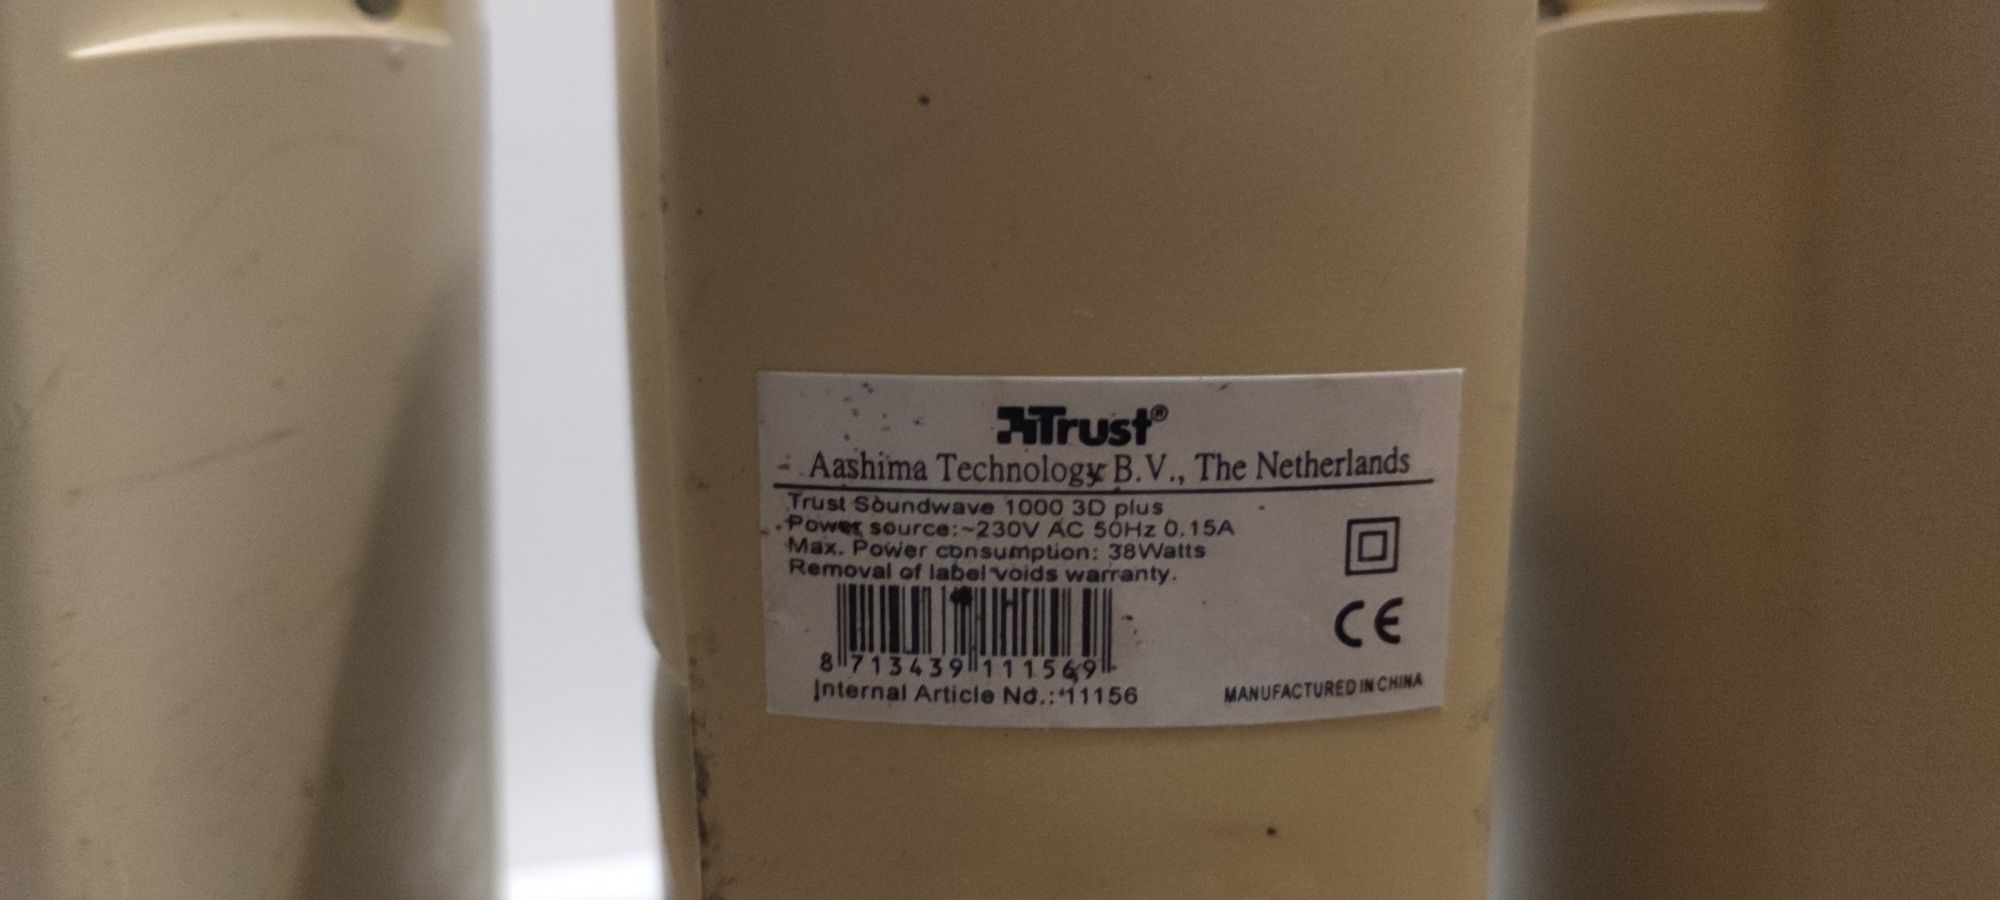 Trust®
Aashima Technology B.V., The Netherlands
Trust Soundwave 1000 3D plus
Power source:~230V AC 50Hz 0.15A
Max. Power consumption: 38Watts
Removal of label voids warranty.
CE
8 713439 111569
Internal Article No.: 11156
MANUFACTURED IN CHINA